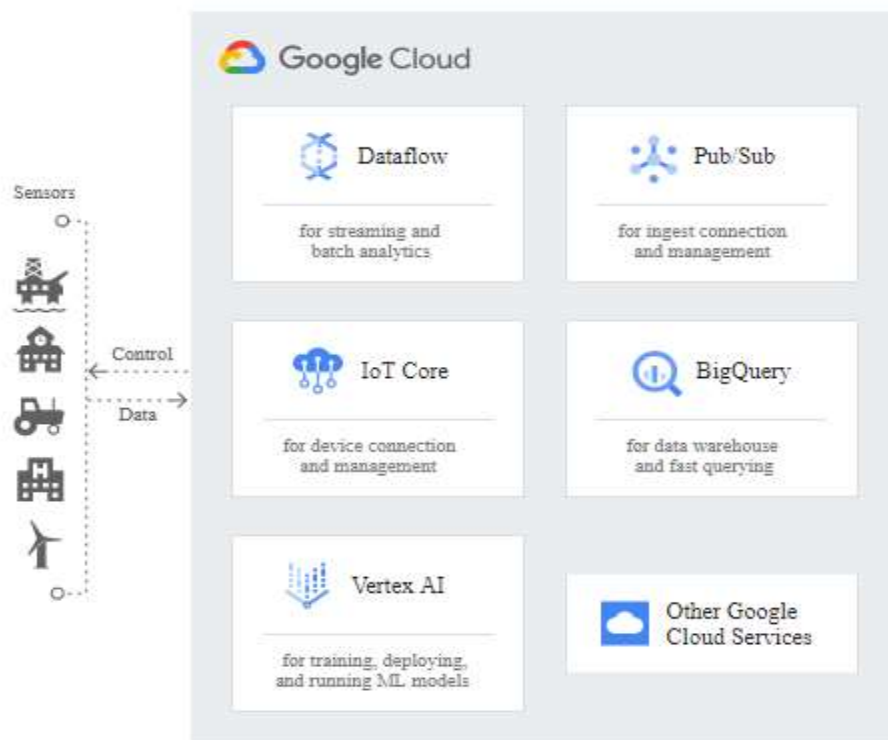 Google Cloud
Dataflow
for streaming and
batch analytics
Pub/Sub
for ingest connection
and management
Sensors
Control
Data
IoT Core
for device connection
and management
BigQuery
for data warehouse
and fast querying
Vertex AI
for training, deploying,
and running ML models
Other Google
Cloud Services